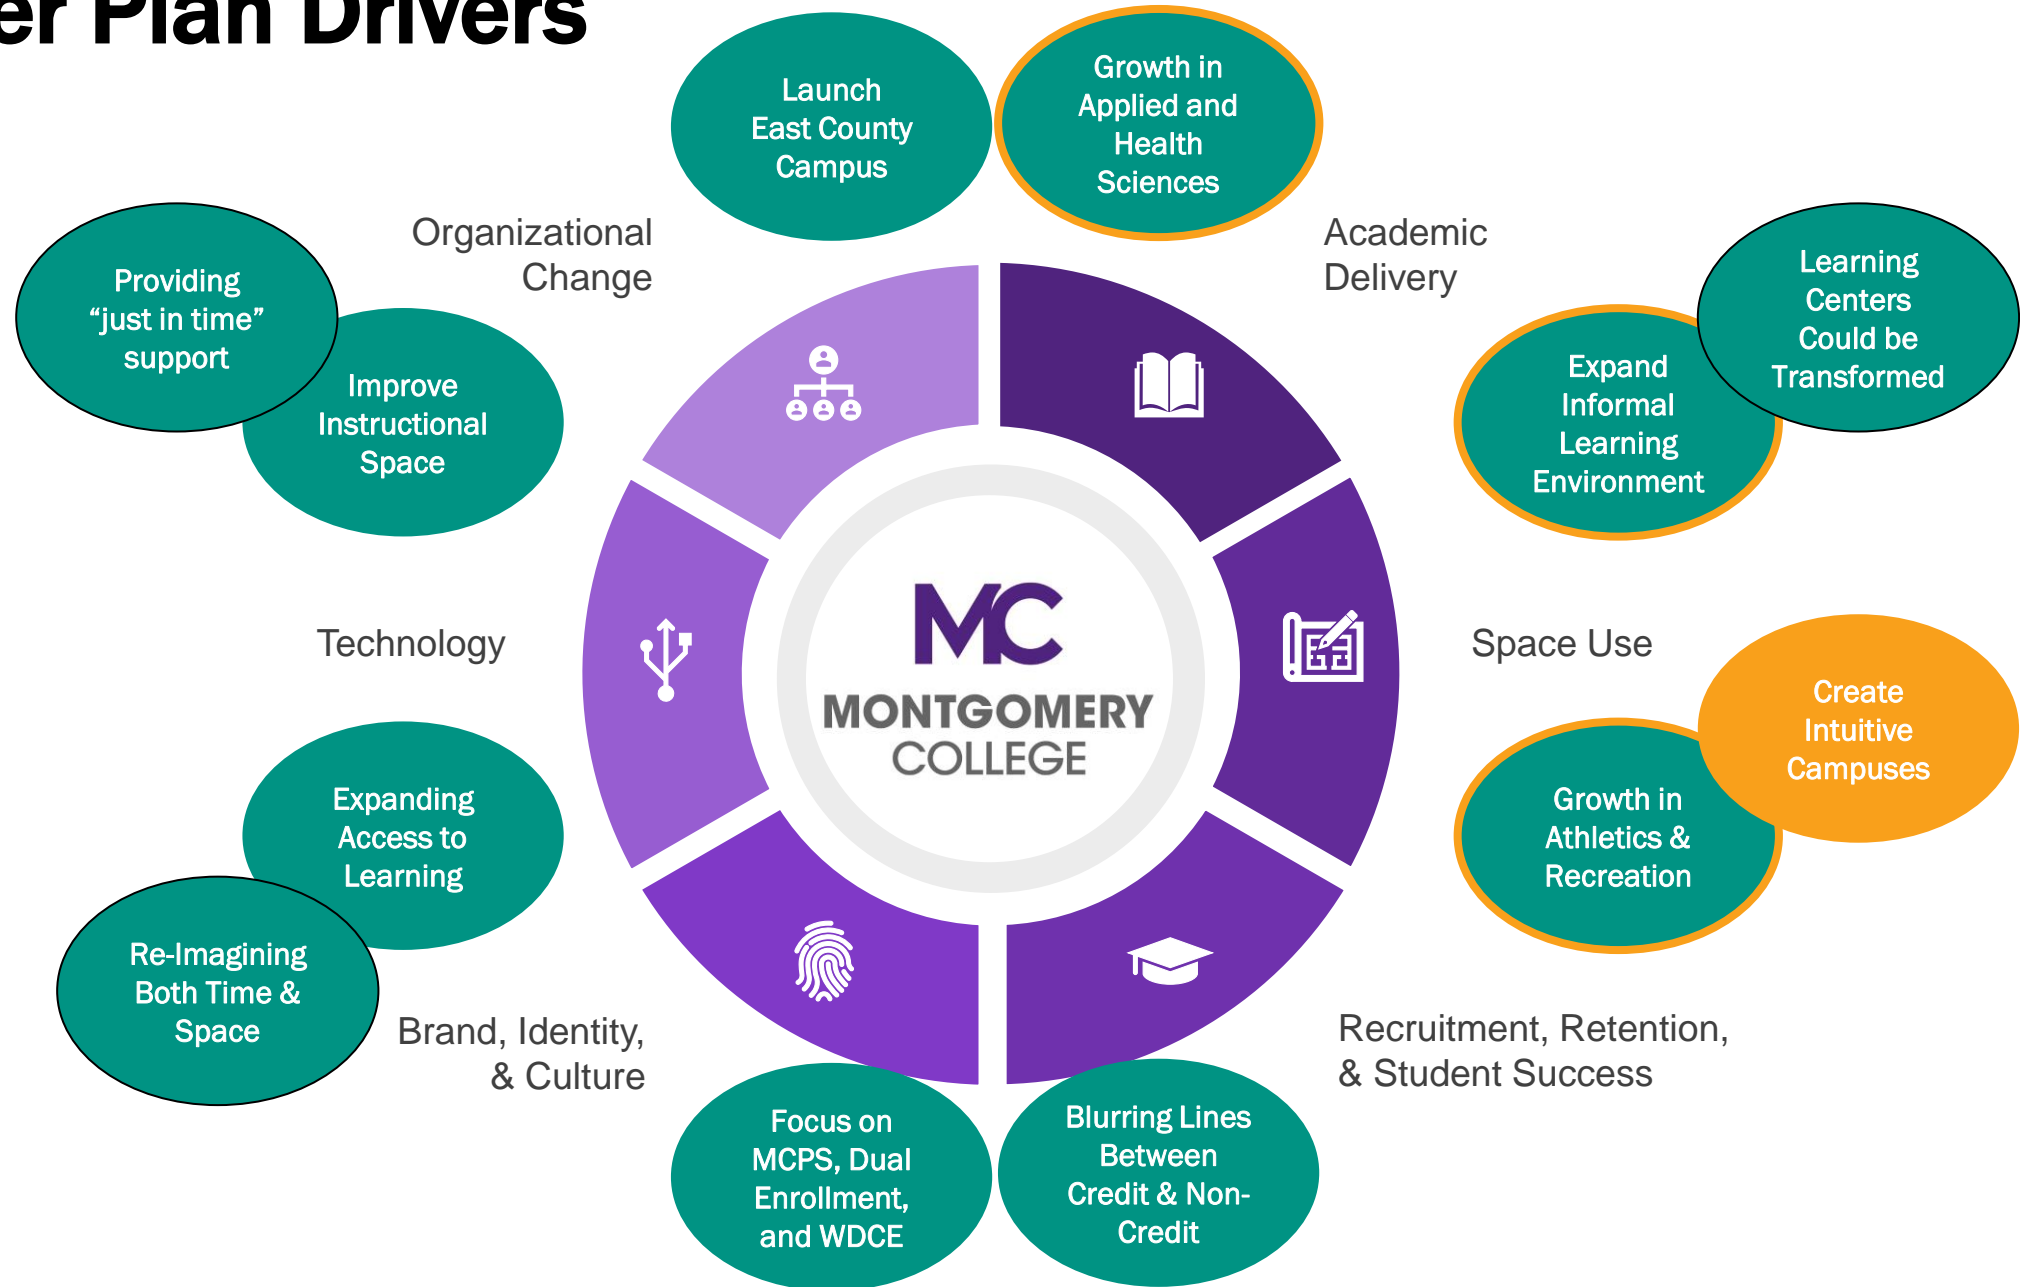 er Plan Drivers
Launch
East County
Campus
Growth in
Applied and
Health
Sciences
Organizational
Change
Academic
Delivery
Providing
“just in time”
support
Improve
Instructional
Space
Learning
Centers
Could be
Transformed
Expand
Informal
Learning
Environment
Technology
MC
MONTGOMERY
COLLEGE
Space Use
Create
Intuitive
Campuses
Growth in
Athletics &
Recreation
Expanding
Access to
Learning
Re-Imagining
Both Time &
Space
Brand, Identity,
& Culture
Recruitment, Retention,
& Student Success
Focus on
MCPS, Dual
Enrollment,
and WDCE
Blurring Lines
Between
Credit & Non-
Credit